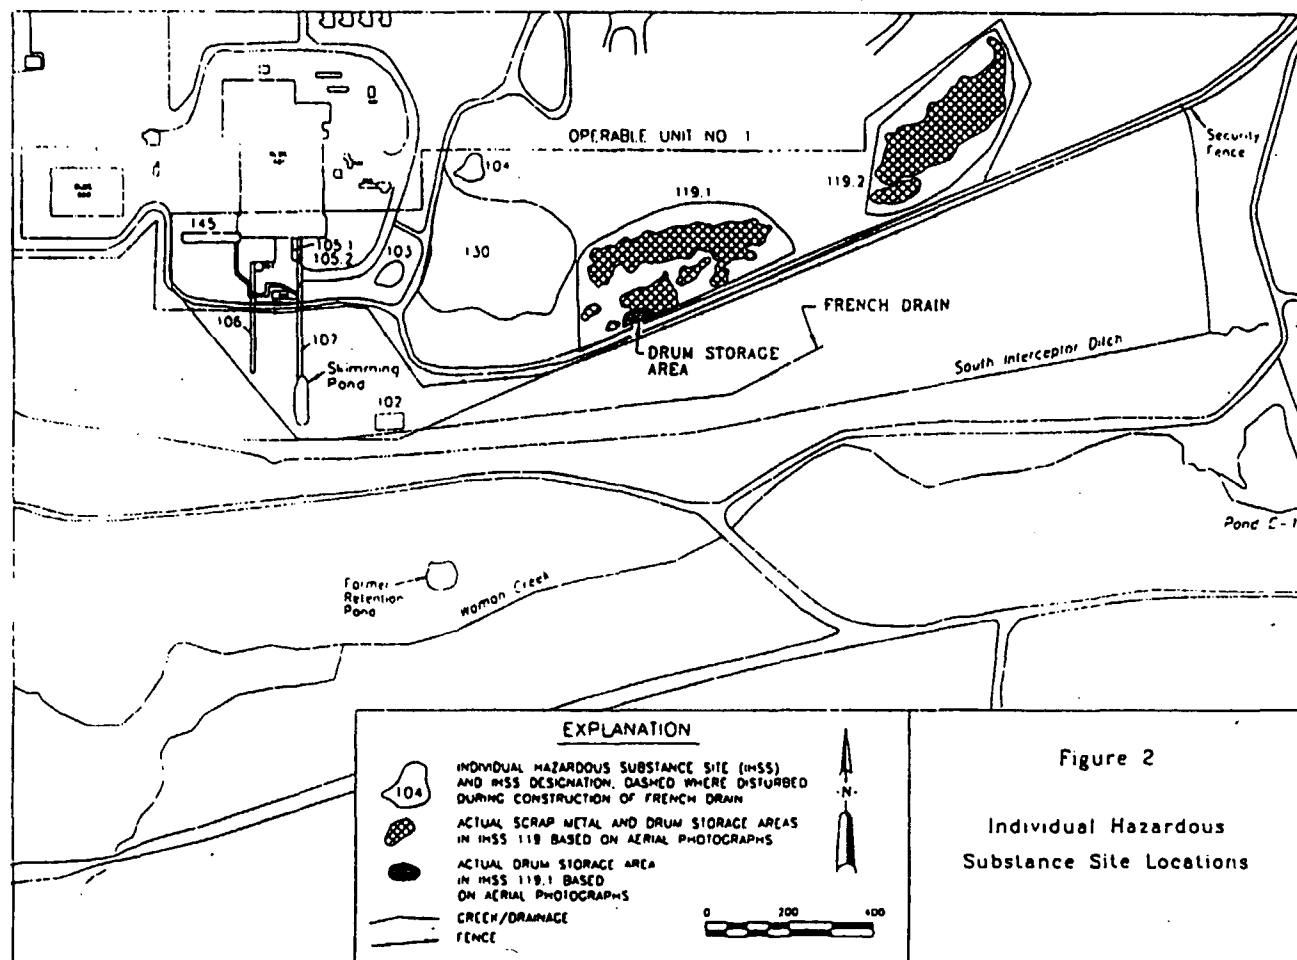 OPERABLE UNIT NO 1
Security
Fence
104
119.2
119.1
145
105.1
105.2
103
130
FRENCH DRAIN
106
107
DRUM STORAGE
AREA
South Interceptor Ditch
Skimming
Pond
102
Pond C-1
Former
Retention
Pond
Woman Creek
EXPLANATION
104
INDIVIDUAL HAZARDOUS SUBSTANCE SITE (IHSS)
AND IHSS DESIGNATION, DASHED WHERE DISTURBED
DURING CONSTRUCTION OF FRENCH DRAIN
ACTUAL SCRAP METAL AND DRUM STORAGE AREAS
IN IHSS 119 BASED ON AERIAL PHOTOGRAPHS
ACTUAL DRUM STORAGE AREA
IN IHSS 119.1 BASED
ON AERIAL PHOTOGRAPHS
CREEK/DRAINAGE
FENCE
N
0 200 400
Figure 2
Individual Hazardous
Substance Site Locations